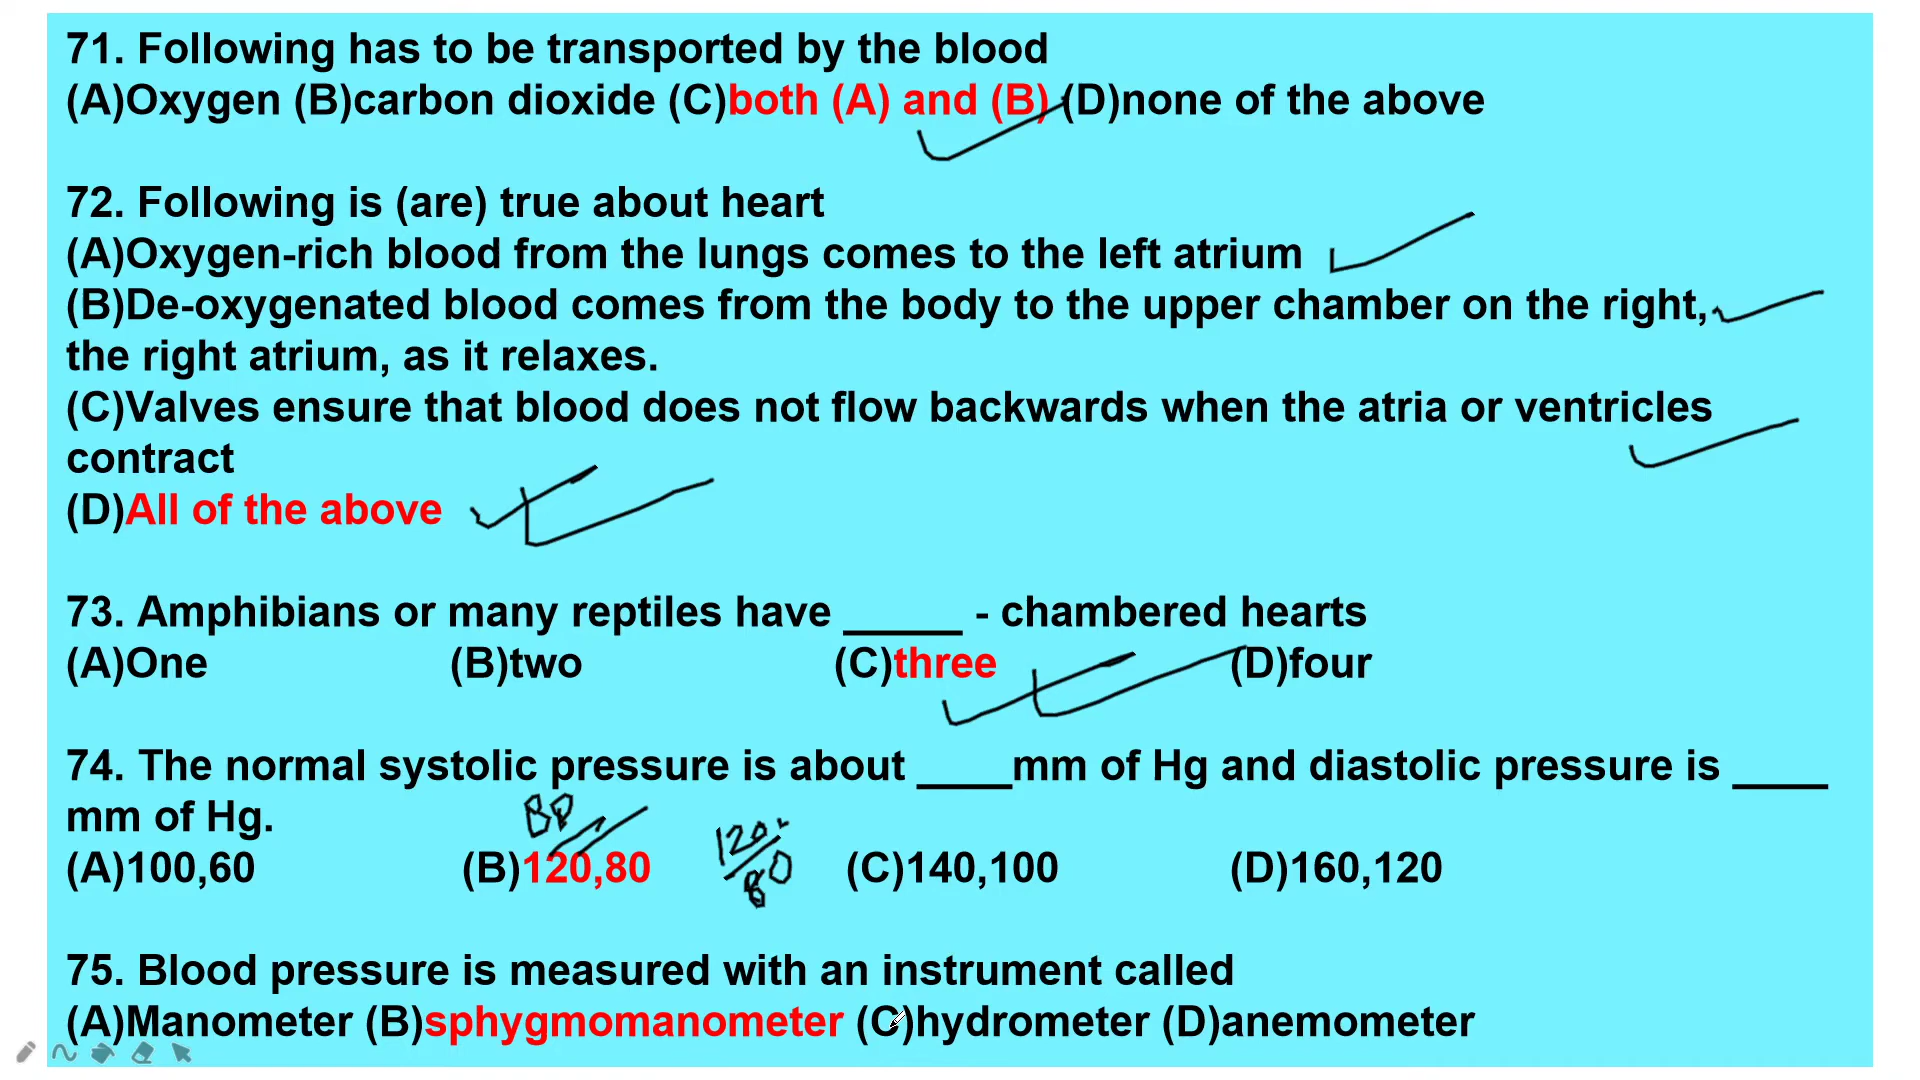 71. Following has to be transported by the blood
(A)Oxygen (B)carbon dioxide (C)both (A) and (B) (D)none of the above
72. Following is (are) true about heart
(A)Oxygen-rich blood from the lungs comes to the left atrium
(B)De-oxygenated blood comes from the body to the upper chamber on the right,
the right atrium, as it relaxes.
(C)Valves ensure that blood does not flow backwards when the atria or ventricles
contract
(D)All of the above
73. Amphibians or many reptiles have _____ - chambered hearts
(A)One (B)two (C)three (D)four
74. The normal systolic pressure is about ____mm of Hg and diastolic pressure is ____
mm of Hg.
BP
120
80
(A)100,60 (B)120,80 (C)140,100 (D)160,120
75. Blood pressure is measured with an instrument called
(A)Manometer (B)sphygmomanometer (C)hydrometer (D)anemometer